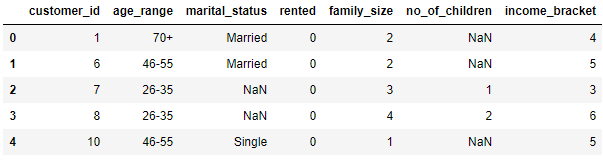 customer_id age_range marital_status rented family_size no_of_children income_bracket
0 1 70+ Married 0 2 NaN 4
1 6 46-55 Married 0 2 NaN 5
2 7 26-35 NaN 0 3 1 3
3 8 26-35 NaN 0 4 2 6
4 10 46-55 Single 0 1 NaN 5